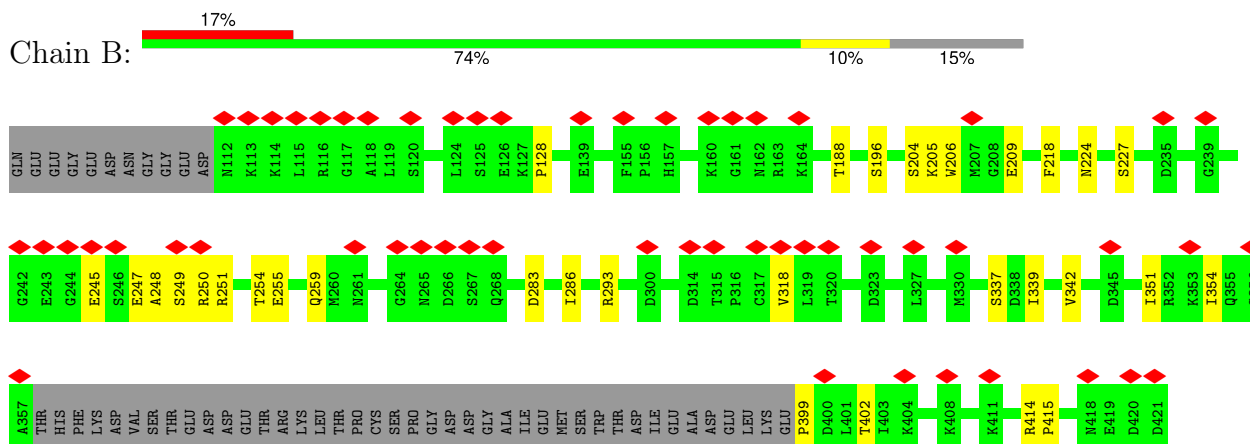 17%
Chain B:
74% 10% 15%
GLN GLU GLU GLY GLU ASP ASN GLY GLY GLU ASP N112 K113 K114 L115 R116 G117 A118 L119 S120 L124 S125 E126 K127 P128 E139 F155 P156 H157 K160 G161 N162 R163 K164 T188 S196 S204 K205 W206 M207 G208 E209 F218 N224 S227 D235 G239
G242 E243 G244 E245 S246 E247 A248 S249 R250 R251 T254 E255 Q259 M260 N261 G264 N265 D266 S267 Q268 D283 I286 R293 D300 D314 T315 P316 C317 V318 L319 T320 D323 L327 M330 S337 D338 I339 V342 D345 I351 R352 K353 I354 Q355
A357 THR HIS PHE LYS ASP VAL SER THR GLU ASP ASP GLU THR ARG LYS LEU THR PRO CYS SER PRO GLY ASP ASP GLY ALA ILE GLU MET SER TRP THR ASP ILE GLU ALA ASP GLU LEU LYS GLU P399 D400 L401 T402 I403 K404 K408 K411 R414 P415 N418 E419 D420 D421